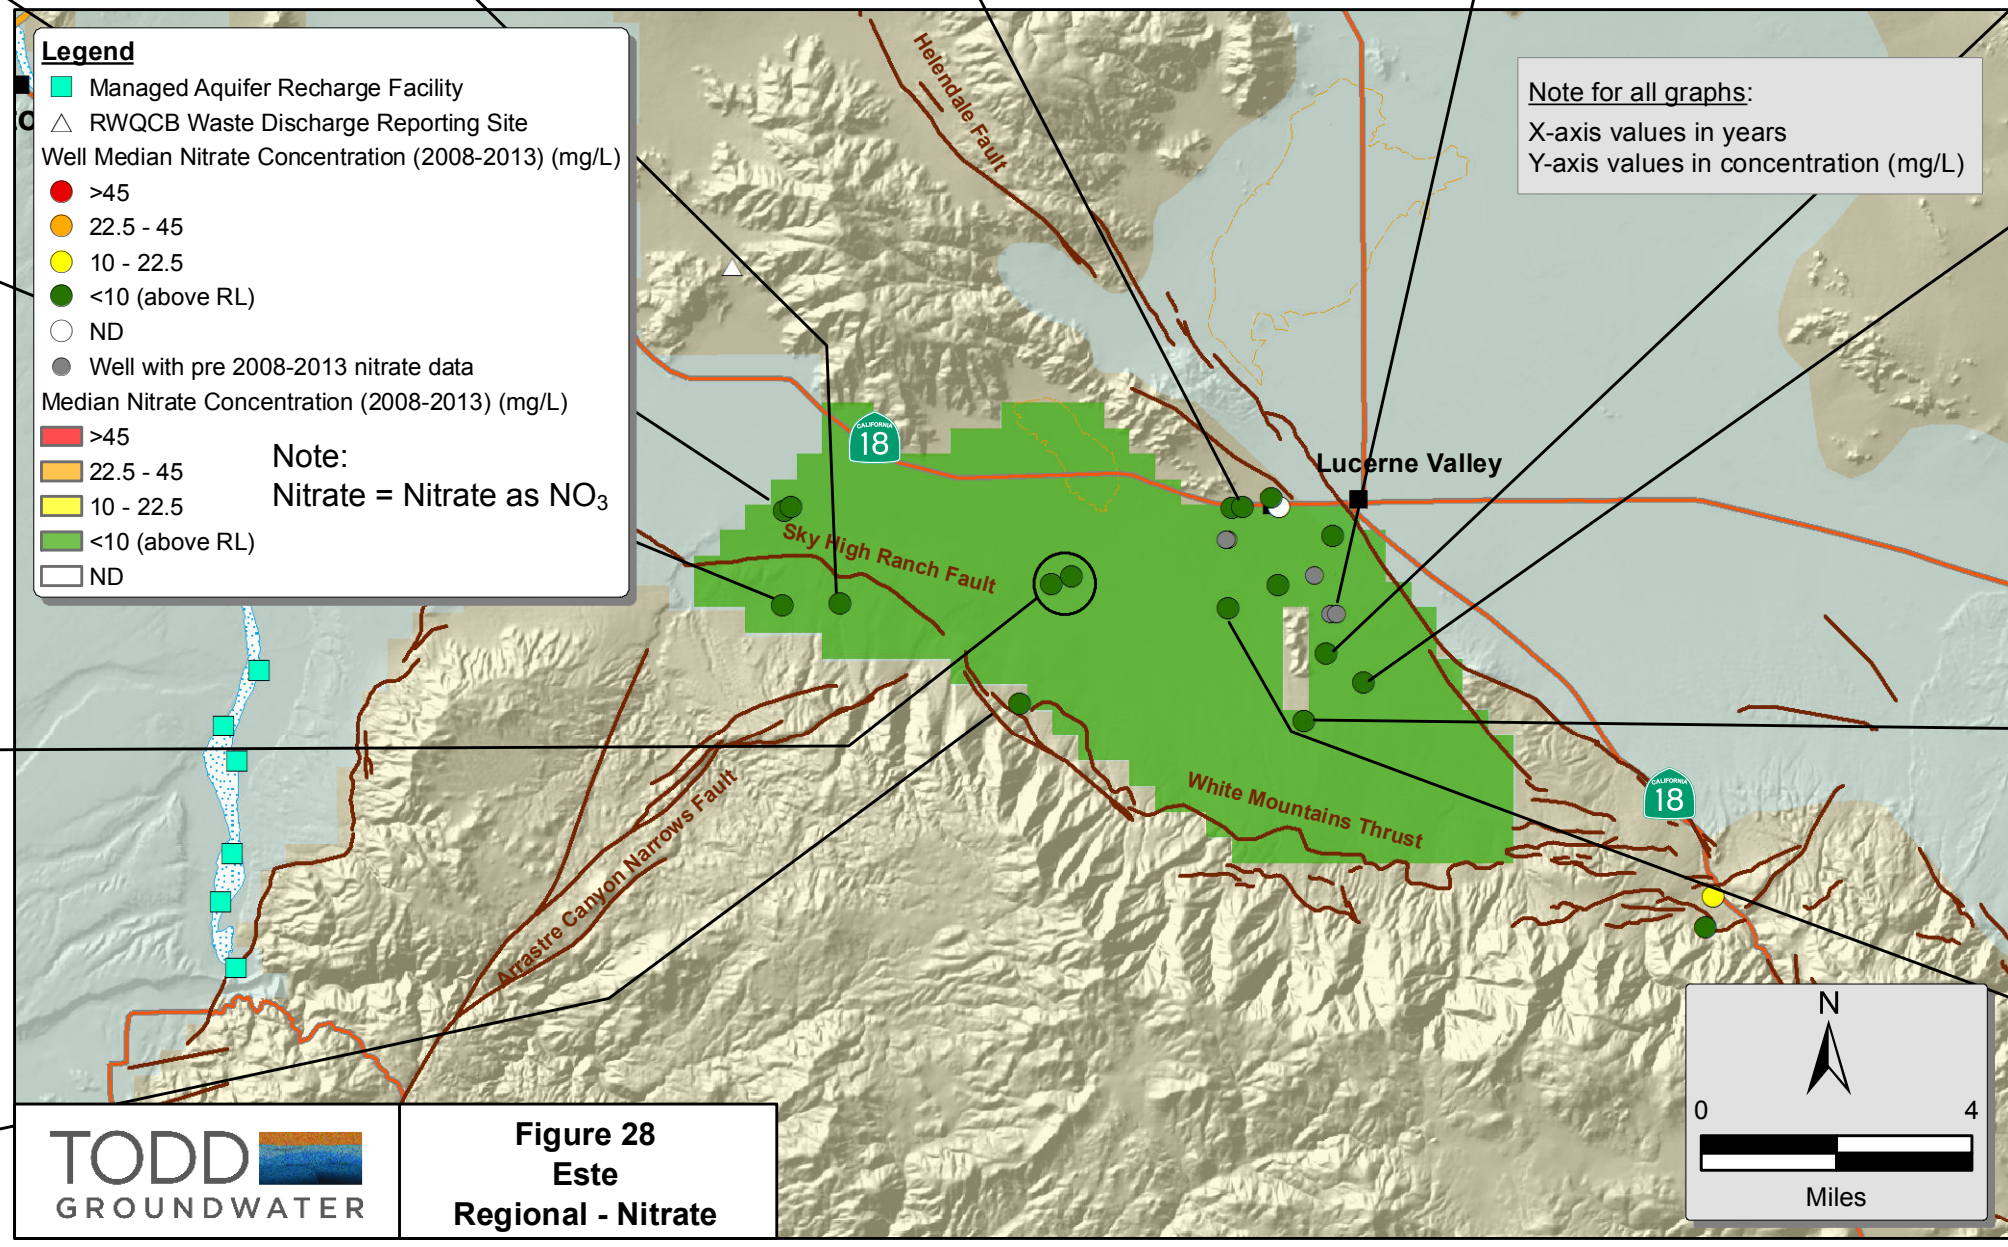 Legend
Managed Aquifer Recharge Facility
RWQCB Waste Discharge Reporting Site
Well Median Nitrate Concentration (2008-2013) (mg/L)
>45
22.5 - 45
10 - 22.5
<10 (above RL)
ND
Well with pre 2008-2013 nitrate data
Median Nitrate Concentration (2008-2013) (mg/L)
>45
22.5 - 45
10 - 22.5
<10 (above RL)
ND
Note:
Nitrate = Nitrate as NO₃
Helendale Fault
Note for all graphs:
X-axis values in years
Y-axis values in concentration (mg/L)
CALIFORNIA
18
Lucerne Valley
Sky High Ranch Fault
White Mountains Thrust
CALIFORNIA
18
Arrastre Canyon Narrows Fault
N
0 4
Miles
TODD
GROUNDWATER
Figure 28
Este
Regional - Nitrate